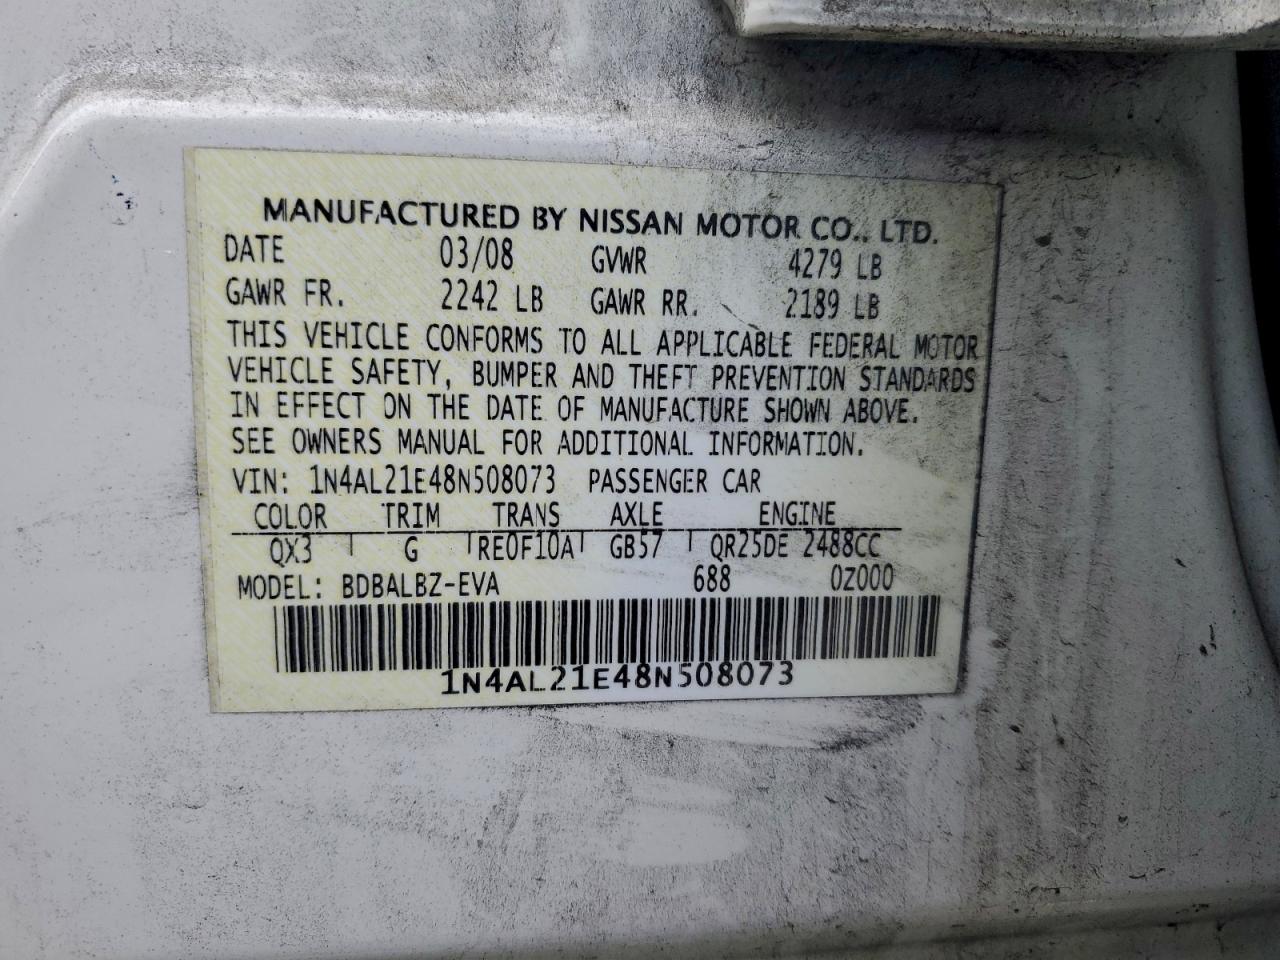 MANUFACTURED BY NISSAN MOTOR CO., LTD.
DATE 03/08 GVWR 4279 LB
GAWR FR. 2242 LB GAWR RR. 2189 LB
THIS VEHICLE CONFORMS TO ALL APPLICABLE FEDERAL MOTOR
VEHICLE SAFETY, BUMPER AND THEFT PREVENTION STANDARDS
IN EFFECT ON THE DATE OF MANUFACTURE SHOWN ABOVE.
SEE OWNERS MANUAL FOR ADDITIONAL INFORMATION.
VIN: 1N4AL21E48N508073 PASSENGER CAR
COLOR TRIM TRANS AXLE ENGINE
QX3 G RE0F10A GB57 QR25DE 2488CC
MODEL: BDBALBZ-EVA 688 0Z000
1N4AL21E48N508073